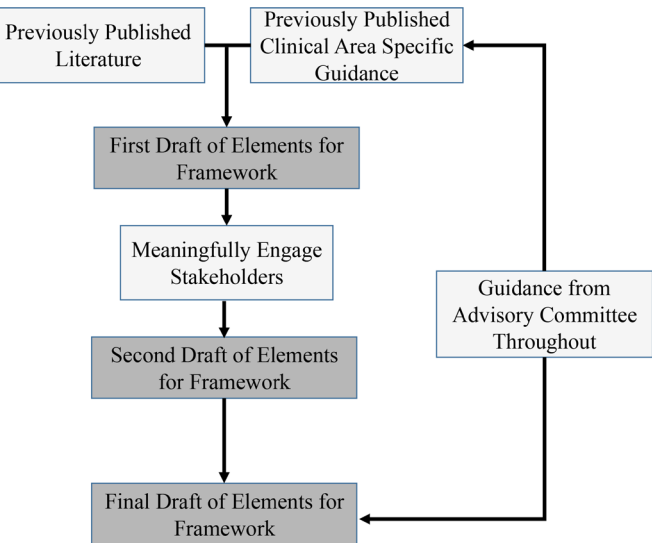 Previously Published
Literature
Previously Published
Clinical Area Specific
Guidance
First Draft of Elements for
Framework
Meaningfully Engage
Stakeholders
Guidance from
Advisory Committee
Throughout
Second Draft of Elements
for Framework
Final Draft of Elements for
Framework